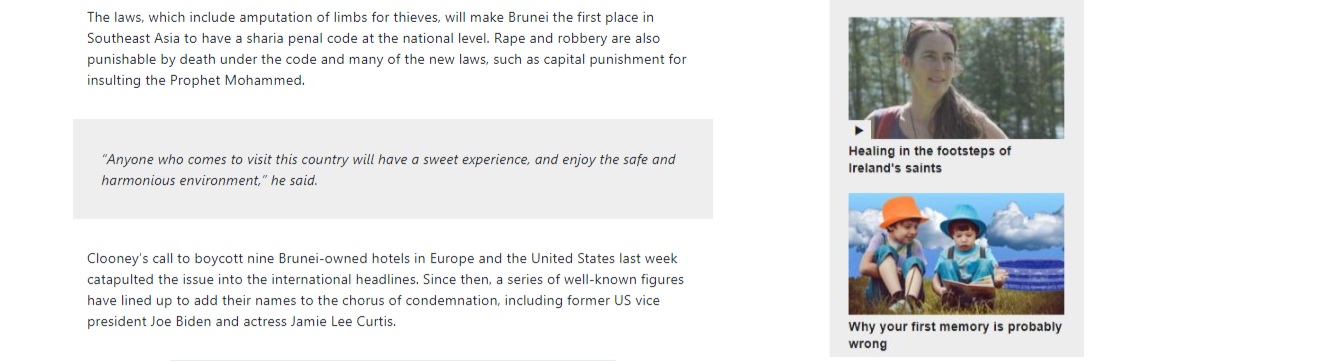 The laws, which include amputation of limbs for thieves, will make Brunei the first place in
Southeast Asia to have a sharia penal code at the national level. Rape and robbery are also
punishable by death under the code and many of the new laws, such as capital punishment for
insulting the Prophet Mohammed.
“Anyone who comes to visit this country will have a sweet experience, and enjoy the safe and
harmonious environment,” he said.
Clooney’s call to boycott nine Brunei-owned hotels in Europe and the United States last week
catapulted the issue into the international headlines. Since then, a series of well-known figures
have lined up to add their names to the chorus of condemnation, including former US vice
president Joe Biden and actress Jamie Lee Curtis.
Healing in the footsteps of
Ireland's saints
Why your first memory is probably
wrong